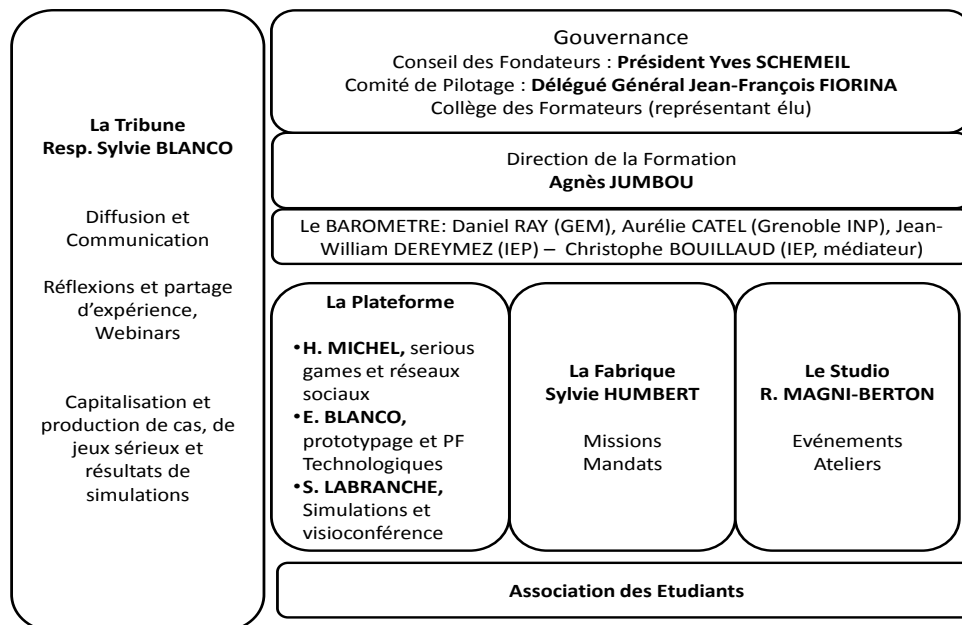 La Tribune
Resp. Sylvie BLANCO
Diffusion et
Communication
Réflexions et partage
d'expérience,
Webinars
Capitalisation et
production de cas, de
jeux sérieux et
résultats de
simulations
Gouvernance
Conseil des Fondateurs : Président Yves SCHEMEIL
Comité de Pilotage : Délégué Général Jean-François FIORINA
Collège des Formateurs (représentant élu)
Direction de la Formation
Agnès JUMBOU
Le BAROMETRE: Daniel RAY (GEM), Aurélie CATEL (Grenoble INP), Jean-
William DEREYMEZ (IEP) – Christophe BOUILLAUD (IEP, médiateur)
La Plateforme
•H. MICHEL, serious
games et réseaux
sociaux
•E. BLANCO,
prototypage et PF
Technologiques
•S. LABRANCHE,
Simulations et
visioconférence
La Fabrique
Sylvie HUMBERT
Missions
Mandats
Le Studio
R. MAGNI-BERTON
Evénements
Ateliers
Association des Etudiants